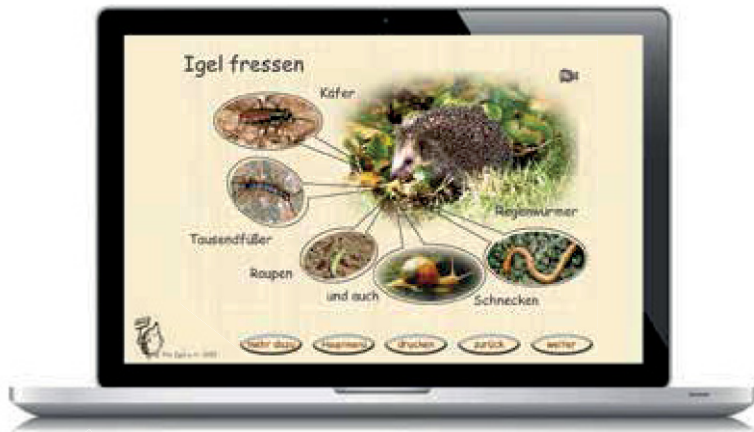 Igel fressen
Käfer
Regenwürmer
Tausendfüßer
Raupen
und auch
Schnecken
mehr dazu
Hauptmenü
drucken
zurück
weiter